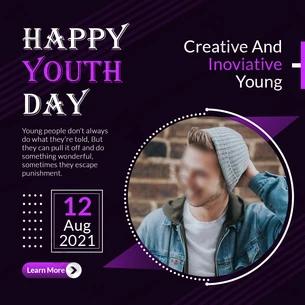 HAPPY
YOUTH
DAY
Creative And
Inoviative
Young
Young people don't always
do what they're told, But
they can pull it off and do
something wonderful,
sometimes they escape
punishment.
12
Aug
2021
Learn More